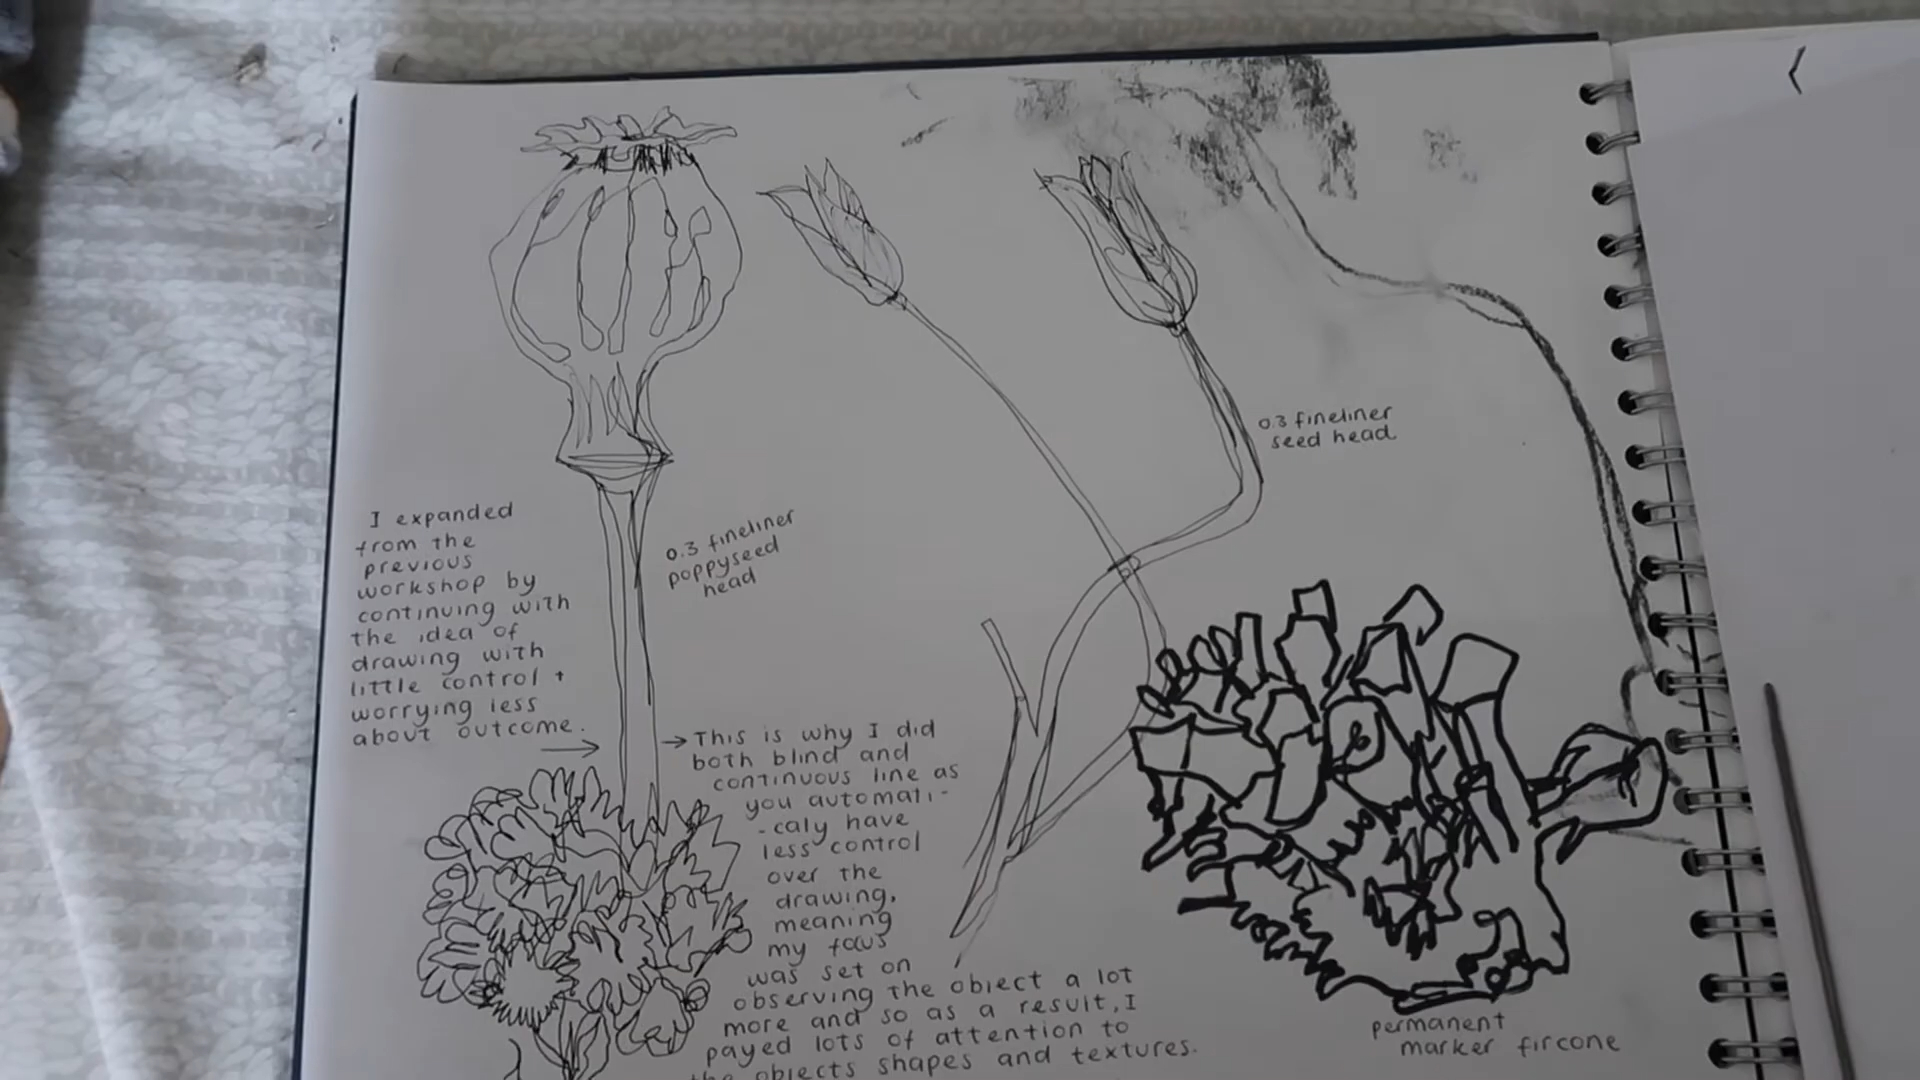 I expanded
from the
previous
workshop by
continuing with
the idea of
drawing with
little control +
worrying less
about outcome.
0.3 fineliner
poppyseed
head
0.3 fineliner
seed head
→ This is why I did
both blind and
continuous line as
you automati-
-caly have
less control
over the
drawing,
meaning
my focus
was set on
observing the object a lot
more and so as a result, I
payed lots of attention to
the objects shapes and textures.
permanent
marker fircone